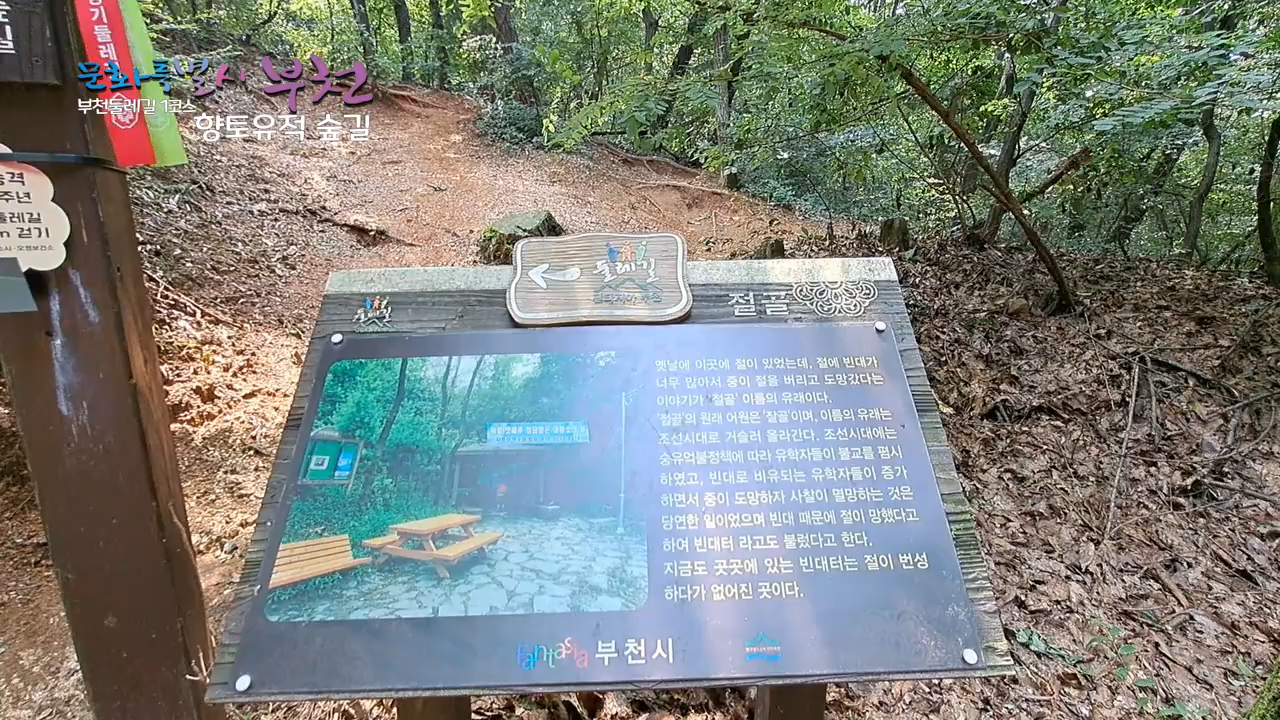 문화특별시 부천
부천둘레길 1코스
향토유적 숲길
기둘레
주년
둘레길
걷기
둘레길
절골
옛날에 이곳에 절이 있었는데, 절에 빈대가
너무 많아서 중이 절을 버리고 도망갔다는
이야기가 '절골' 이름의 유래이다.
'절골'의 원래 어원은 '잘골'이며, 이름의 유래는
조선시대로 거슬러 올라간다. 조선시대에는
숭유억불정책에 따라 유학자들이 불교를 핍시
하였고, 빈대로 비유되는 유학자들이 증가
하면서 중이 도망하자 사찰이 멸망하는 것은
당연한 일이었으며 빈대 때문에 절이 망했다고
하여 빈대터 라고도 불렀다고 한다.
지금도 곳곳에 있는 빈대터는 절이 번성
하다가 없어진 곳이다.
Fantasia 부천시